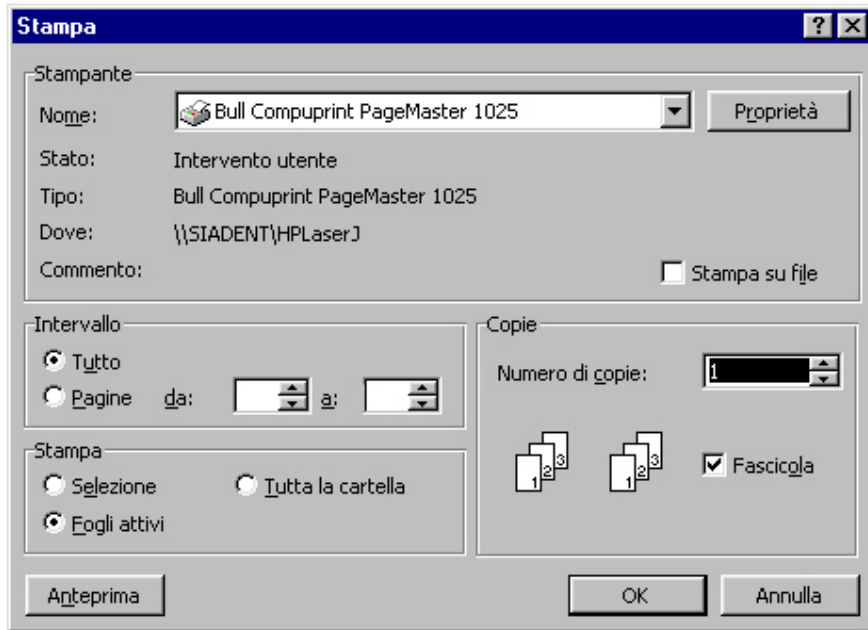 Stampa
Stampante
Nome: Bull Compuprint PageMaster 1025 Proprietà
Stato: Intervento utente
Tipo: Bull Compuprint PageMaster 1025
Dove: \\SIADENT\HPLaserJ
Commento: Stampa su file
Intervallo
Tutto
Pagine da: a:
Stampa
Selezione Tutta la cartella
Fogli attivi
Copie
Numero di copie: 1
1 2 3 1 2 3 Fascicola
Anteprima OK Annulla